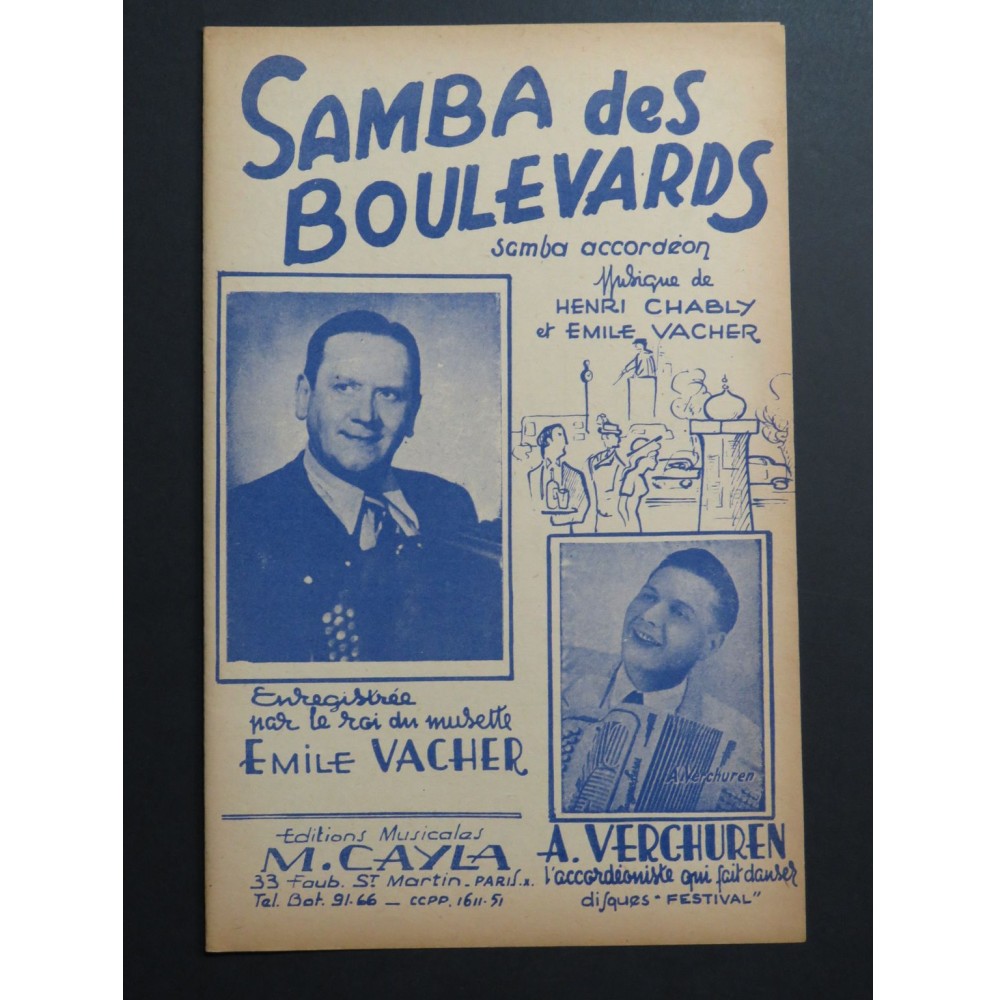 SAMBA des
BOULEVARDS
samba accordéon
Musique de
HENRI CHABLY
et EMILE VACHER
Enregistrée
par le roi du musette
EMILE VACHER
A. Verchuren
Editions Musicales
M. CAYLA
33 Faub. St Martin - PARIS. X.
Tel. Bot. 91-66 - CCPP. 1611-51
A. VERCHUREN
l'accordéoniste qui fait danser
disques "FESTIVAL"